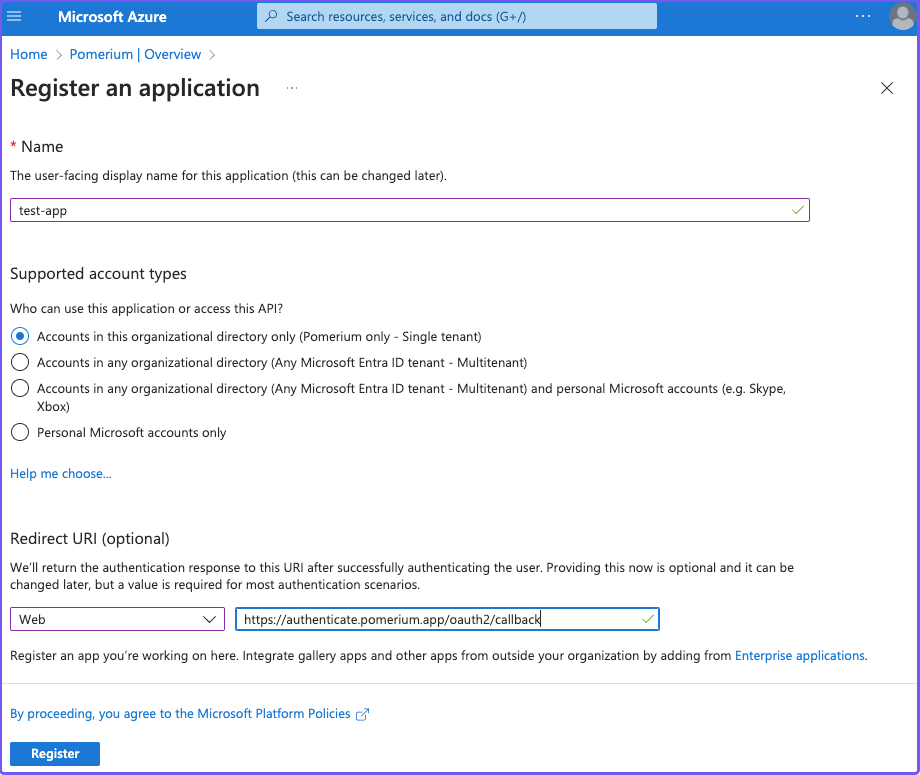 Microsoft Azure
Search resources, services, and docs (G+/)
Home > Pomerium | Overview >
Register an application ...
* Name
The user-facing display name for this application (this can be changed later).
test-app
Supported account types
Who can use this application or access this API?
Accounts in this organizational directory only (Pomerium only - Single tenant)
Accounts in any organizational directory (Any Microsoft Entra ID tenant - Multitenant)
Accounts in any organizational directory (Any Microsoft Entra ID tenant - Multitenant) and personal Microsoft accounts (e.g. Skype,
Xbox)
Personal Microsoft accounts only
Help me choose...
Redirect URI (optional)
We'll return the authentication response to this URI after successfully authenticating the user. Providing this now is optional and it can be
changed later, but a value is required for most authentication scenarios.
Web https://authenticate.pomerium.app/oauth2/callback
Register an app you're working on here. Integrate gallery apps and other apps from outside your organization by adding from Enterprise applications.
By proceeding, you agree to the Microsoft Platform Policies
Register